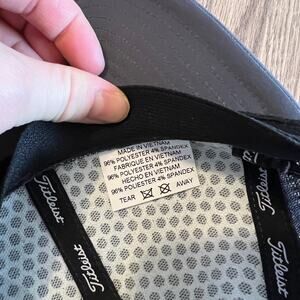 MADE IN VIETNAM
96% POLYESTER 4% SPANDEX
FABRIQUE EN VIETNAM
96% POLYESTER 4% SPANDEX
HECHO EN VIETNAM
96% POLIESTER 4% SPANDEX
TEAR AWAY
Titleist
Titleist
Titleist
Titleist